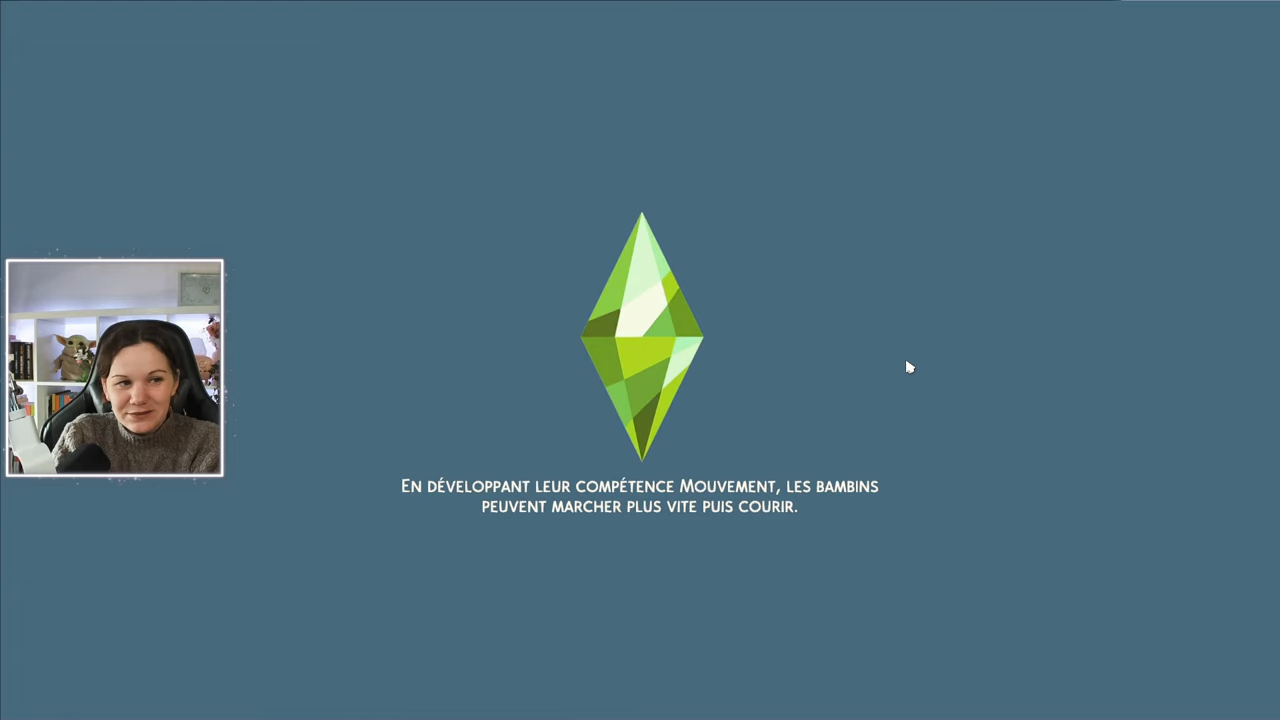 En développant leur compétence Mouvement, les bambins
peuvent marcher plus vite puis courir.